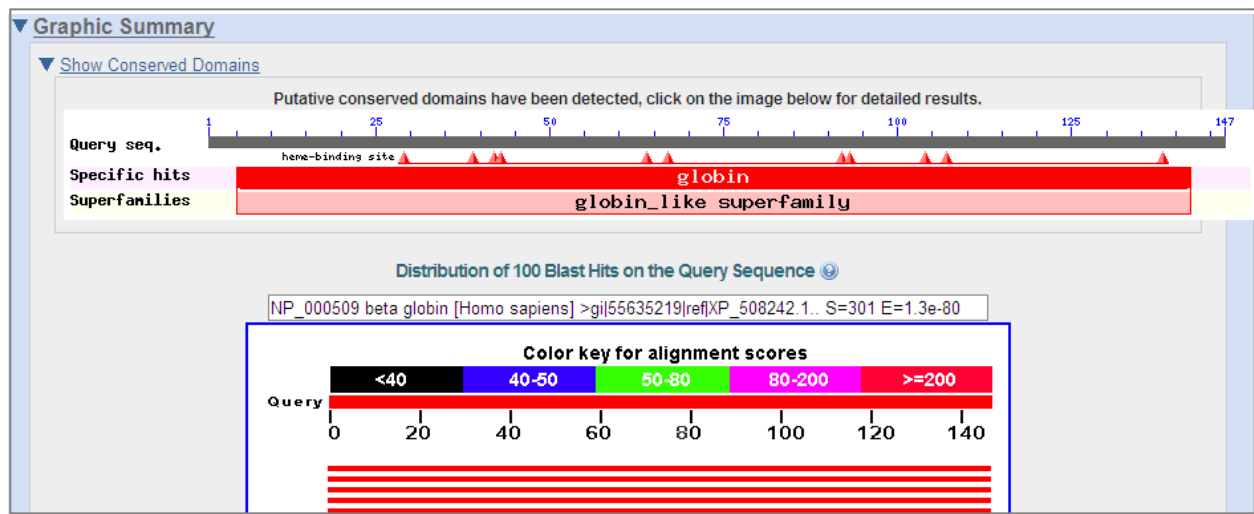 Graphic Summary
Show Conserved Domains
Putative conserved domains have been detected, click on the image below for detailed results.
1 25 50 75 100 125 147
Query seq.
heme-binding site
Specific hits globin
Superfamilies globin_like superfamily
Distribution of 100 Blast Hits on the Query Sequence
NP_000509 beta globin [Homo sapiens] >gi|55635219|ref|XP_508242.1.. S=301 E=1.3e-80
Color key for alignment scores
<40 40-50 50-80 80-200 >=200
Query
0 20 40 60 80 100 120 140